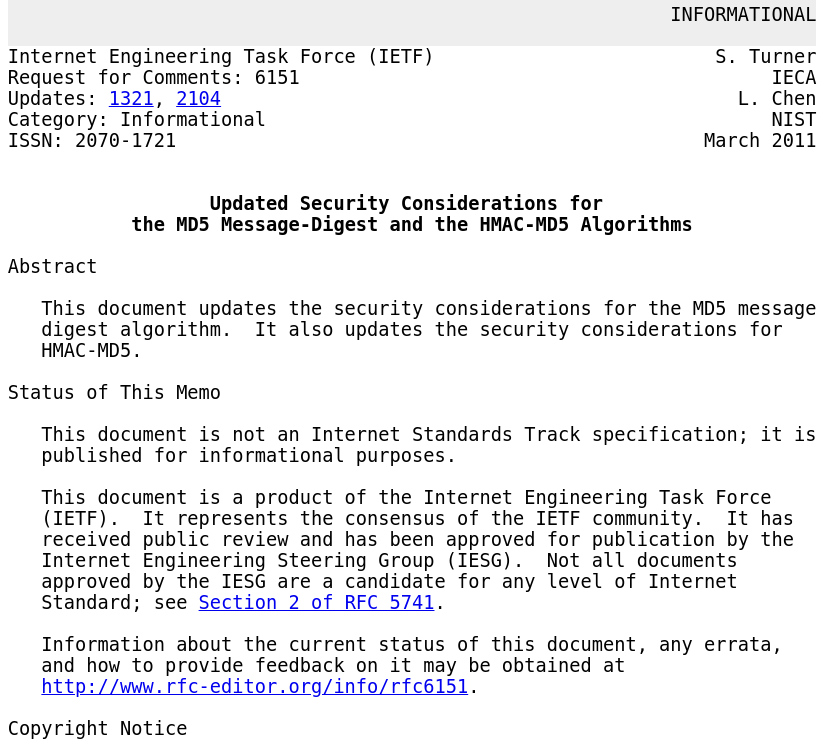 INFORMATIONAL
Internet Engineering Task Force (IETF)                         S. Turner
Request for Comments: 6151                                          IECA
Updates: 1321, 2104                                              L. Chen
Category: Informational                                             NIST
ISSN: 2070-1721                                               March 2011
Updated Security Considerations for
the MD5 Message-Digest and the HMAC-MD5 Algorithms
Abstract
This document updates the security considerations for the MD5 message
digest algorithm.  It also updates the security considerations for
HMAC-MD5.
Status of This Memo
This document is not an Internet Standards Track specification; it is
published for informational purposes.
This document is a product of the Internet Engineering Task Force
(IETF).  It represents the consensus of the IETF community.  It has
received public review and has been approved for publication by the
Internet Engineering Steering Group (IESG).  Not all documents
approved by the IESG are a candidate for any level of Internet
Standard; see Section 2 of RFC 5741.
Information about the current status of this document, any errata,
and how to provide feedback on it may be obtained at
http://www.rfc-editor.org/info/rfc6151.
Copyright Notice